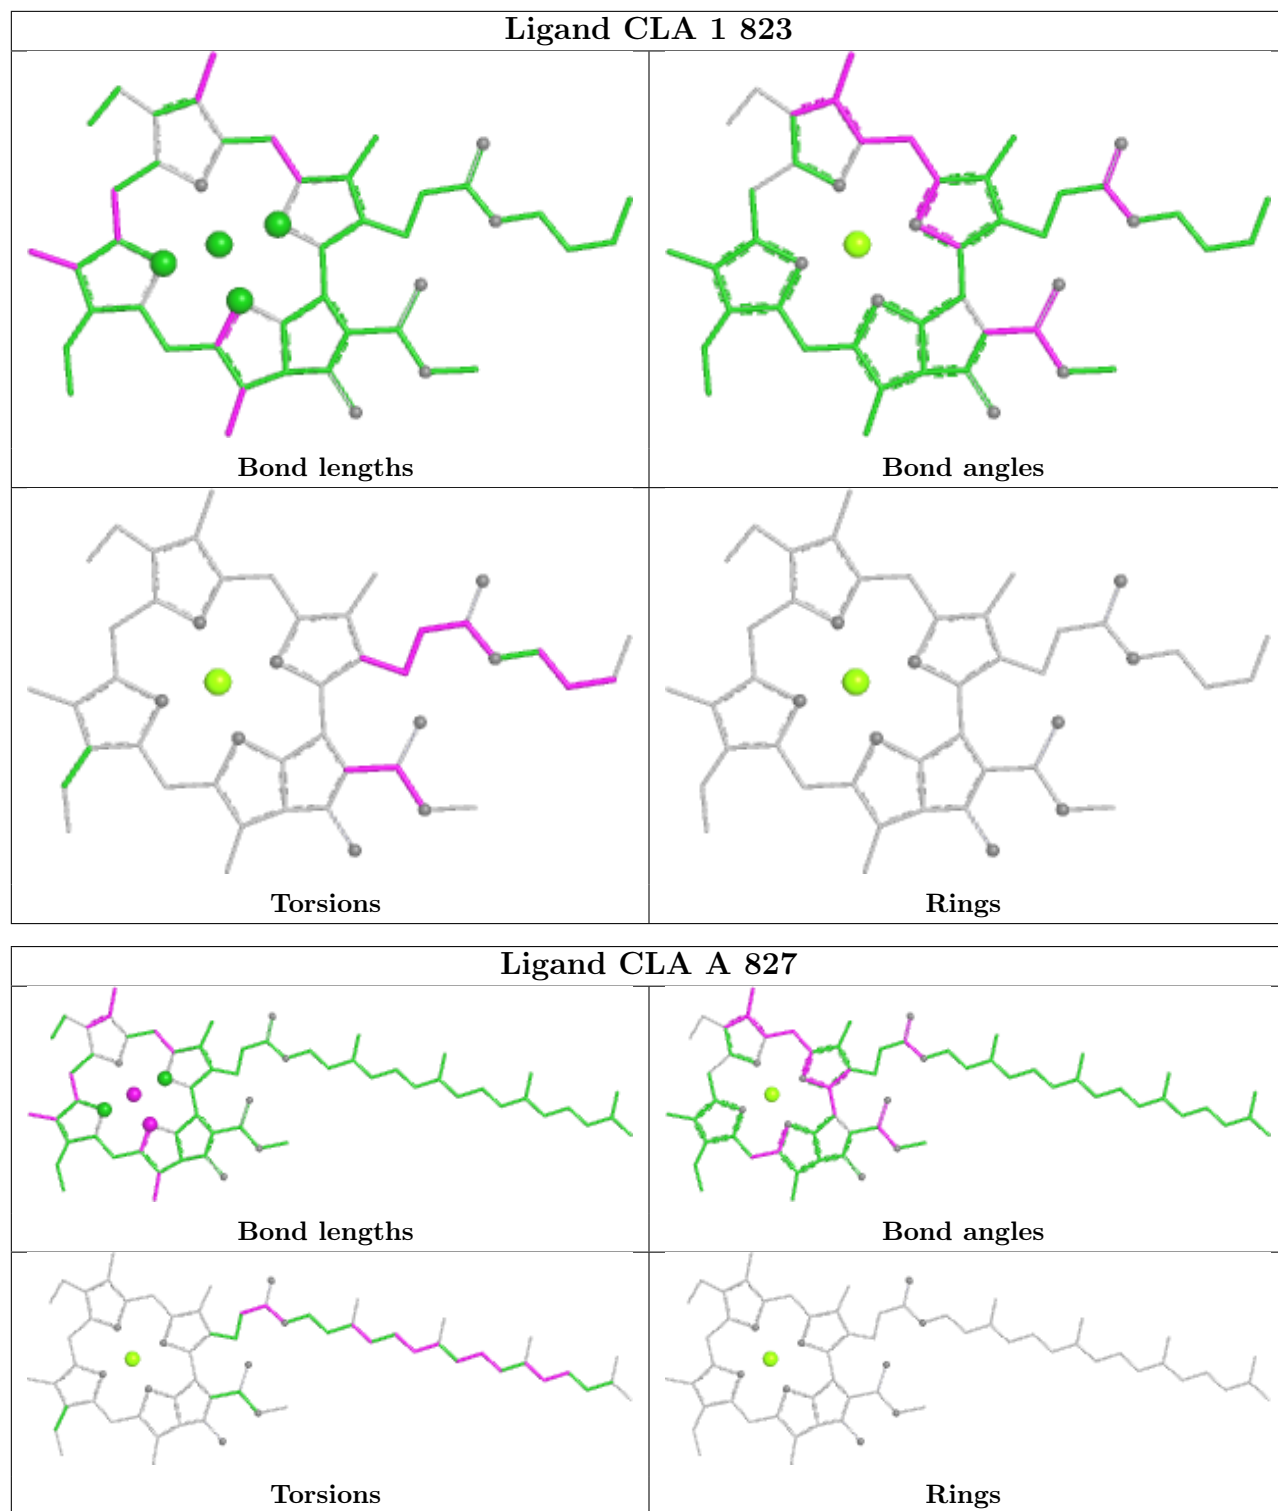 Ligand CLA 1 823
Bond lengths
Bond angles
Torsions
Rings
Ligand CLA A 827
Bond lengths
Bond angles
Torsions
Rings